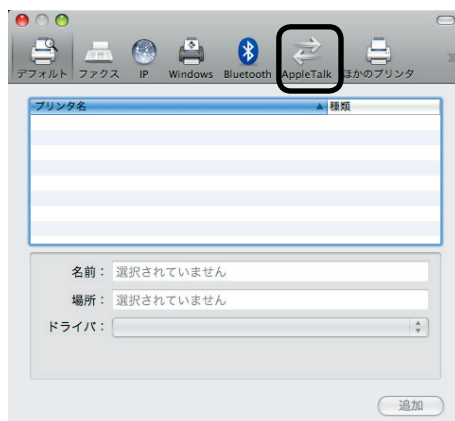 デフォルト ファクス IP Windows Bluetooth AppleTalk ほかのプリンタ
プリンタ名 種類
名前： 選択されていません
場所： 選択されていません
ドライバ：
追加